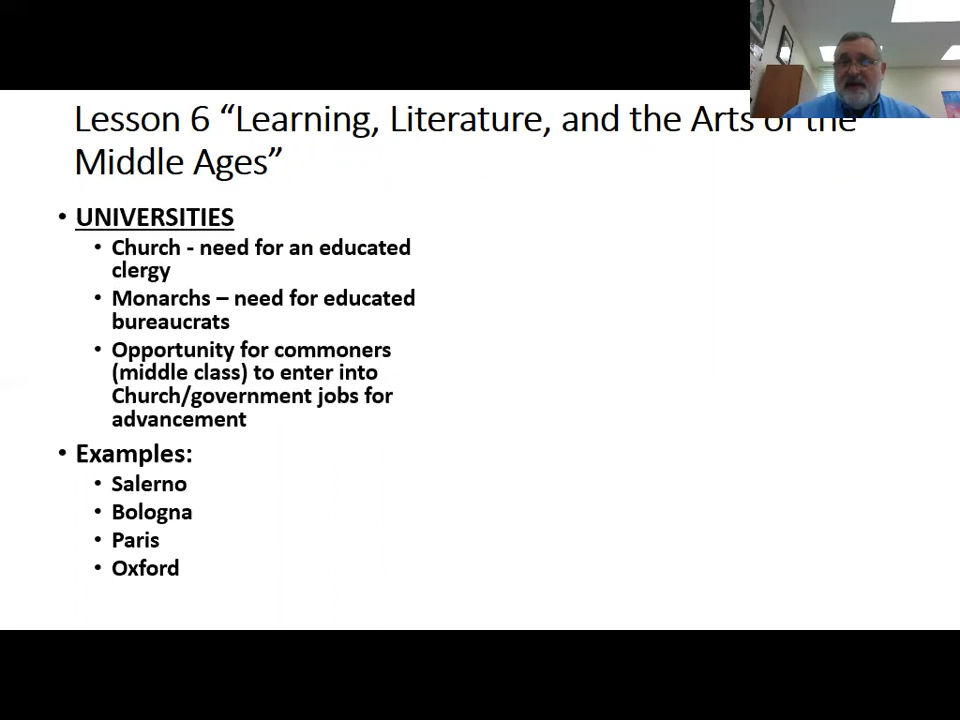 Lesson 6 “Learning, Literature, and the Arts of the
Middle Ages”
• UNIVERSITIES
• Church - need for an educated
clergy
• Monarchs – need for educated
bureaucrats
• Opportunity for commoners
(middle class) to enter into
Church/government jobs for
advancement
• Examples:
• Salerno
• Bologna
• Paris
• Oxford